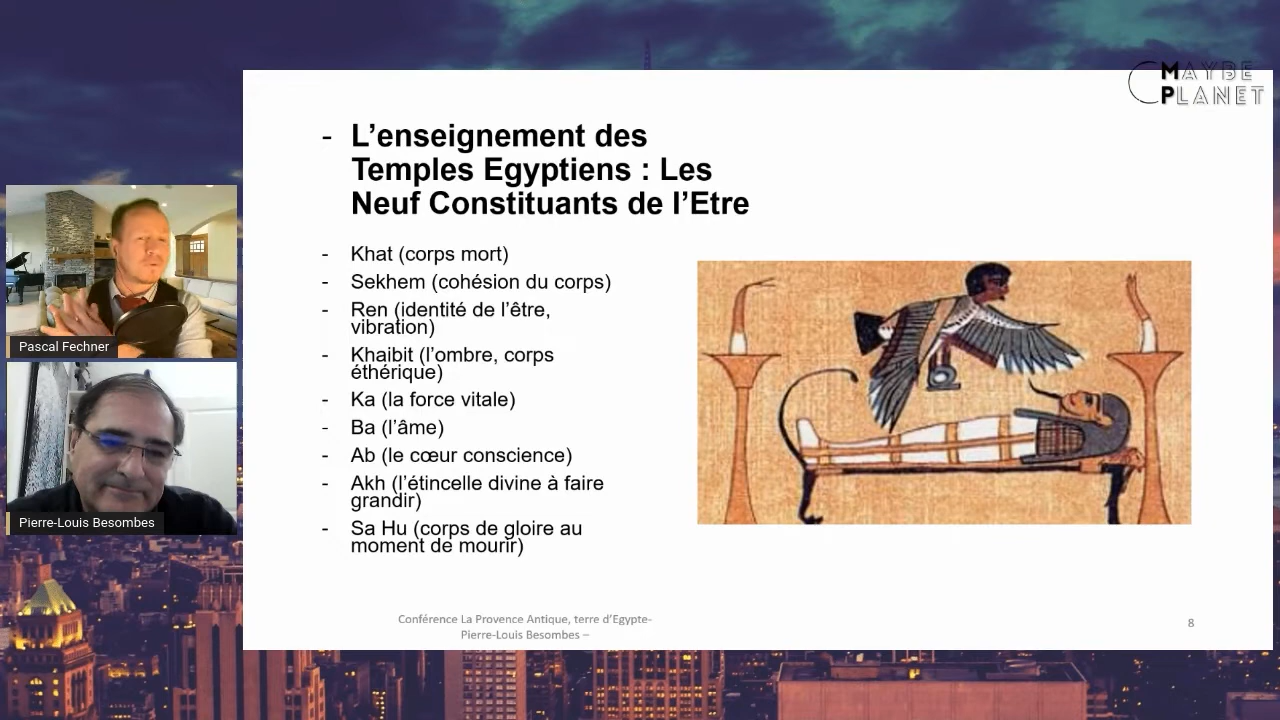 MAYBE
PLANET
- L’enseignement des
Temples Egyptiens : Les
Neuf Constituants de l’Etre
- Khat (corps mort)
- Sekhem (cohésion du corps)
- Ren (identité de l’être,
vibration)
- Khaibit (l’ombre, corps
éthérique)
- Ka (la force vitale)
- Ba (l’âme)
- Ab (le cœur conscience)
- Akh (l’étincelle divine à faire
grandir)
- Sa Hu (corps de gloire au
moment de mourir)
Conférence La Provence Antique, terre d’Egypte-
Pierre-Louis Besombes –
8
Pascal Fechner
Pierre-Louis Besombes